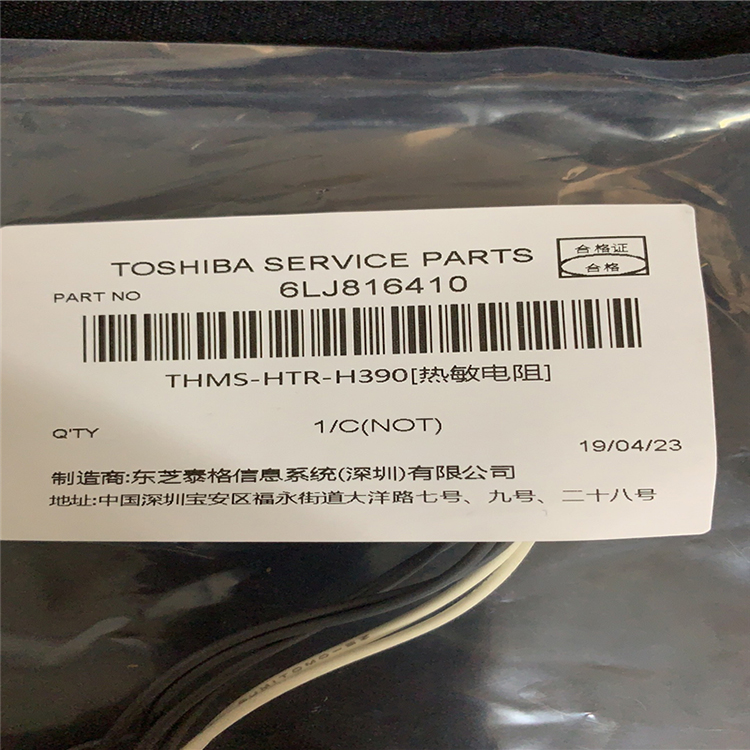 TOSHIBA SERVICE PARTS
合格证
合格
PART NO
6LJ816410
THMS-HTR-H390[热敏电阻]
Q'TY
1/C(NOT)
19/04/23
制造商:东芝泰格信息系统(深圳)有限公司
地址:中国深圳宝安区福永街道大洋路七号、九号、二十八号